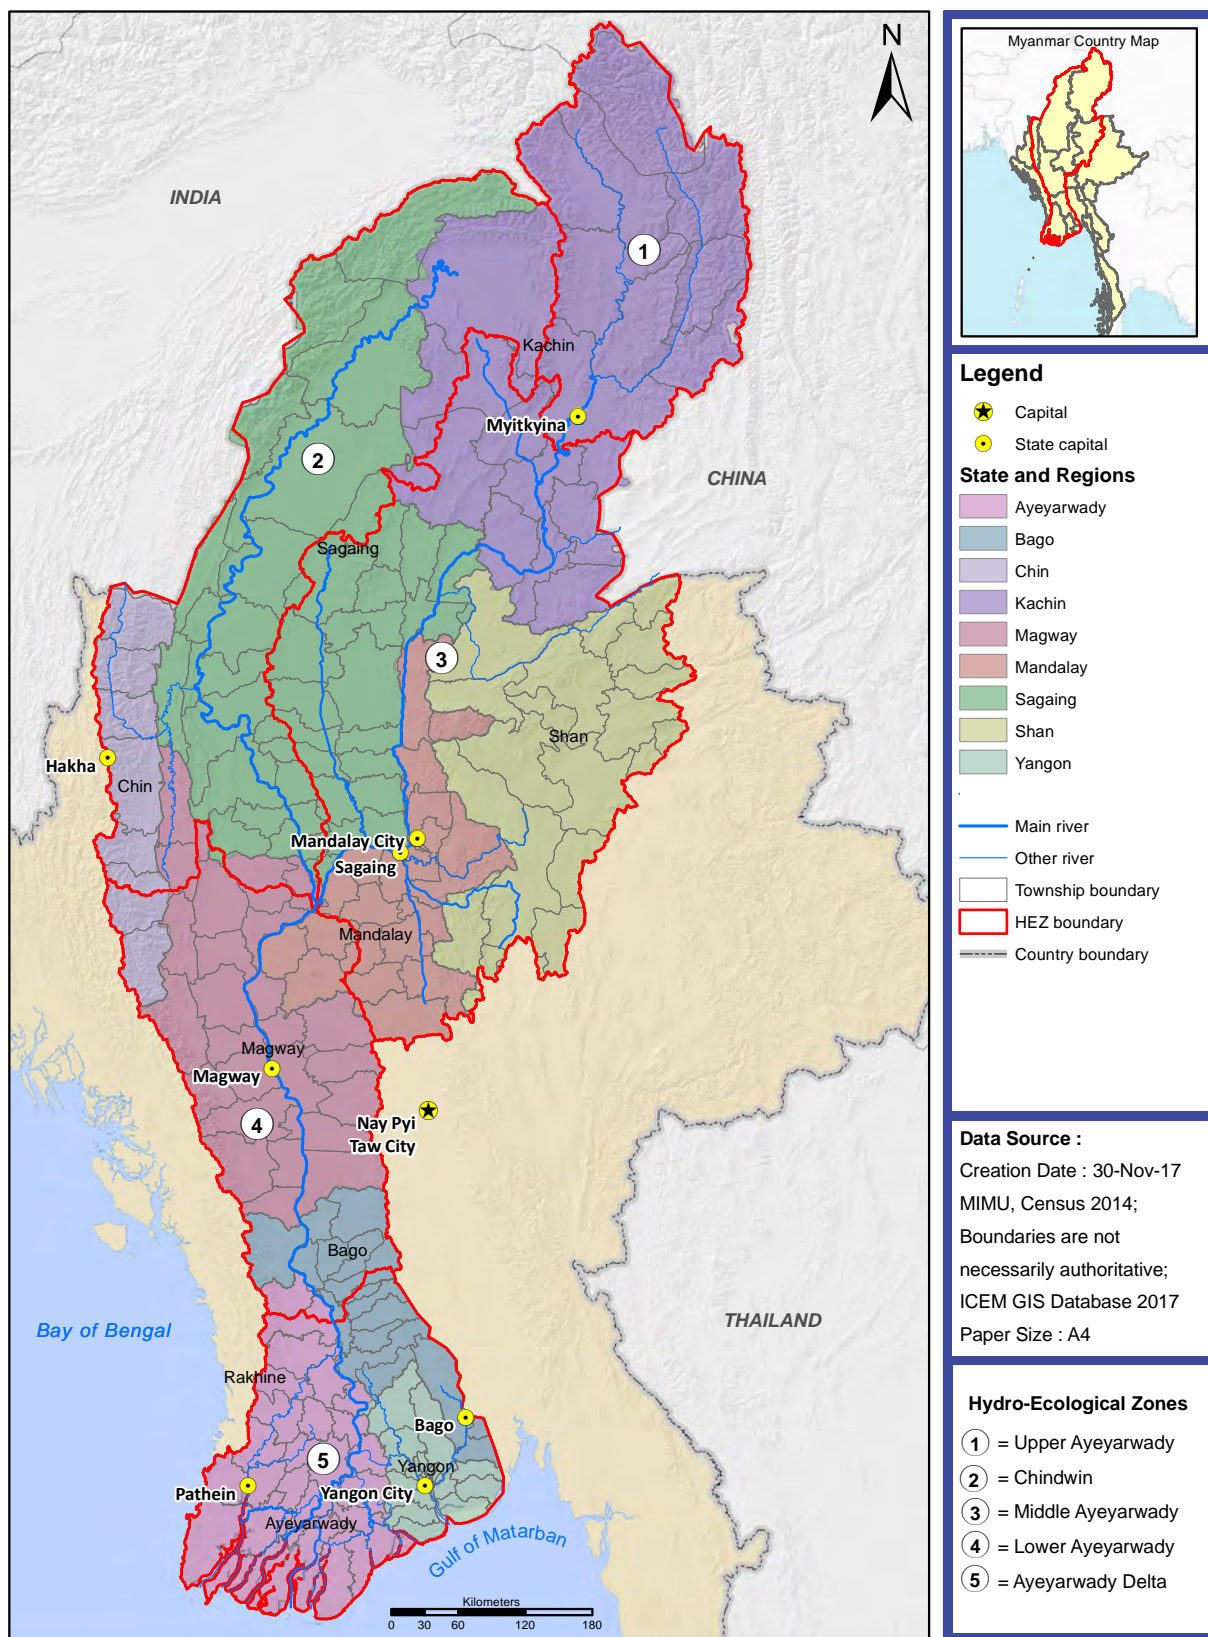 N
INDIA
1
Kachin
Myitkyina
2
CHINA
Sagaing
3
Shan
Hakha
Chin
Mandalay City
Sagaing
Mandalay
Magway
Magway
4
Nay Pyi
Taw City
Bago
Bay of Bengal
THAILAND
Rakhine
Bago
5
Yangon
Pathein
Yangon City
Ayeyarwady
Gulf of Matarban
Kilometers
0 30 60 120 180
Myanmar Country Map
Legend
Capital
State capital
State and Regions
Ayeyarwady
Bago
Chin
Kachin
Magway
Mandalay
Sagaing
Shan
Yangon
Main river
Other river
Township boundary
HEZ boundary
Country boundary
Data Source :
Creation Date : 30-Nov-17
MIMU, Census 2014;
Boundaries are not
necessarily authoritative;
ICEM GIS Database 2017
Paper Size : A4
Hydro-Ecological Zones
1 = Upper Ayeyarwady
2 = Chindwin
3 = Middle Ayeyarwady
4 = Lower Ayeyarwady
5 = Ayeyarwady Delta